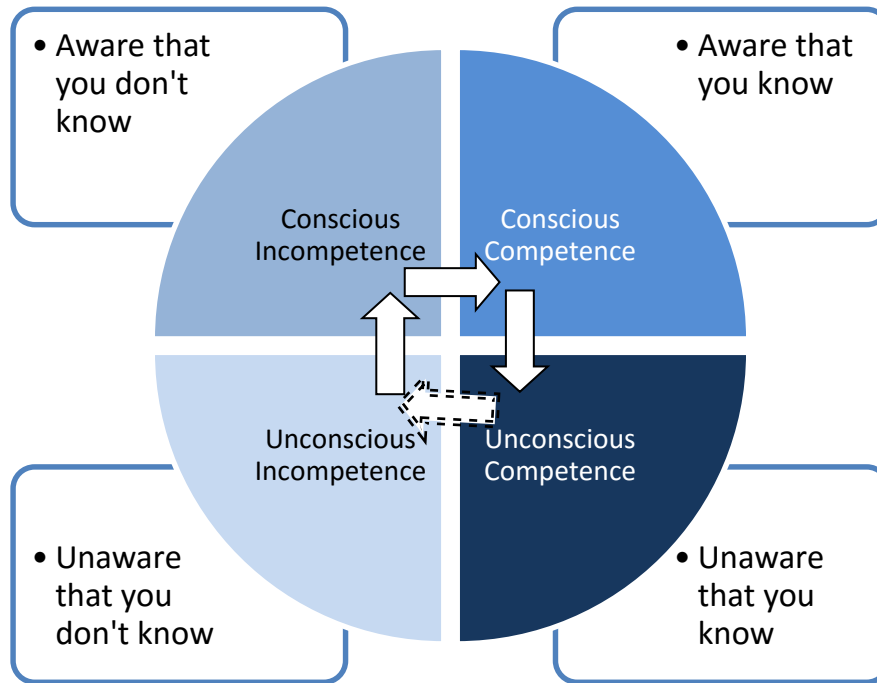 • Aware that
you don't
know
• Aware that
you know
Conscious
Incompetence
Conscious
Competence
Unconscious
Incompetence
Unconscious
Competence
• Unaware
that you
don't know
• Unaware
that you
know